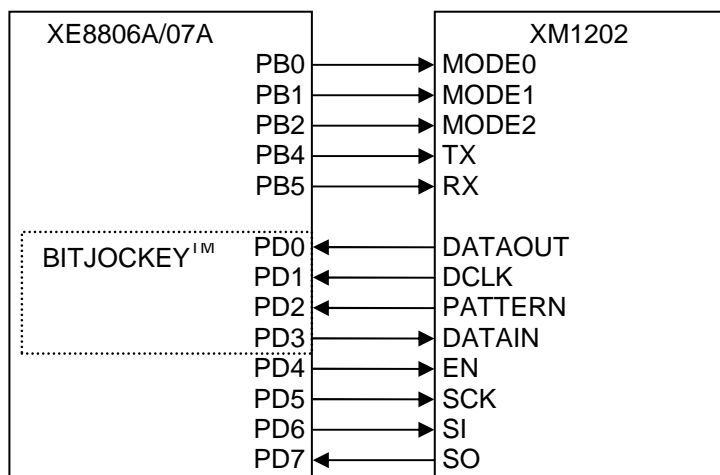 XE8806A/07A XM1202
PB0 MODE0
PB1 MODE1
PB2 MODE2
PB4 TX
PB5 RX
PD0 DATAOUT
BITJOCKEY™
PD1 DCLK
PD2 PATTERN
PD3 DATAIN
PD4 EN
PD5 SCK
PD6 SI
PD7 SO